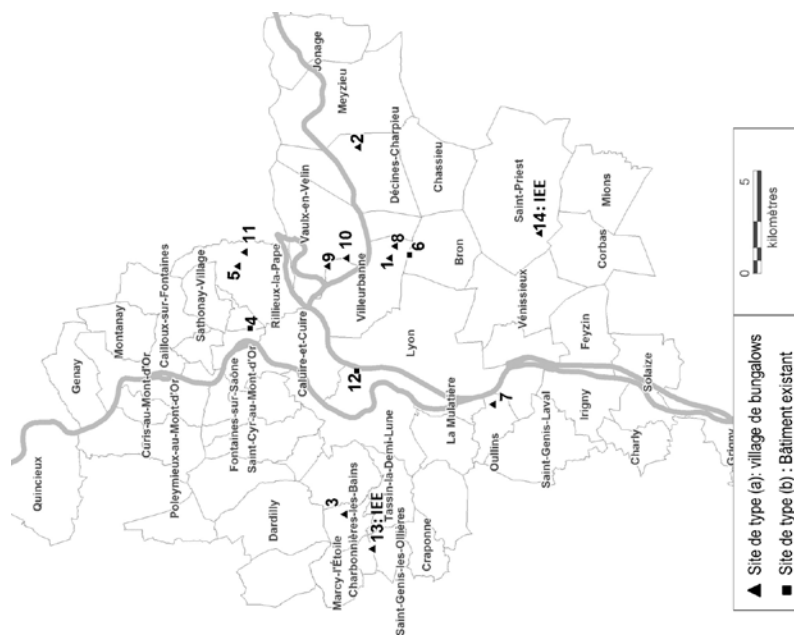 Quincieux
Genay
Montanay
Curis-au-Mont-d'Or
Cailloux-sur-Fontaines
Poleymieux-au-Mont-d'Or
Sathonay-Village
Fontaines-sur-Saône
Saint-Cyr-au-Mont-d'Or
4
5
11
Rillieux-la-Pape
Dardilly
Caluire-et-Cuire
Vaulx-en-Velin
9
10
Jonage
Meyzieu
2
Marcy-l'Étoile
Charbonnières-les-Bains
3
13: IEE
Tassin-la-Demi-Lune
Saint-Genis-les-Ollières
Craponne
12
Villeurbanne
1
8
6
Décines-Charpieu
Lyon
Bron
Chassieu
La Mulatière
Oullins
7
Vénissieux
Saint-Priest
14: IEE
Saint-Genis-Laval
Irigny
Feyzin
Corbas
Mions
Charly
Solaize
Grigny
▲ Site de type (a): village de bungalows
■ Site de type (b) : Bâtiment existant
0 5
kilomètres